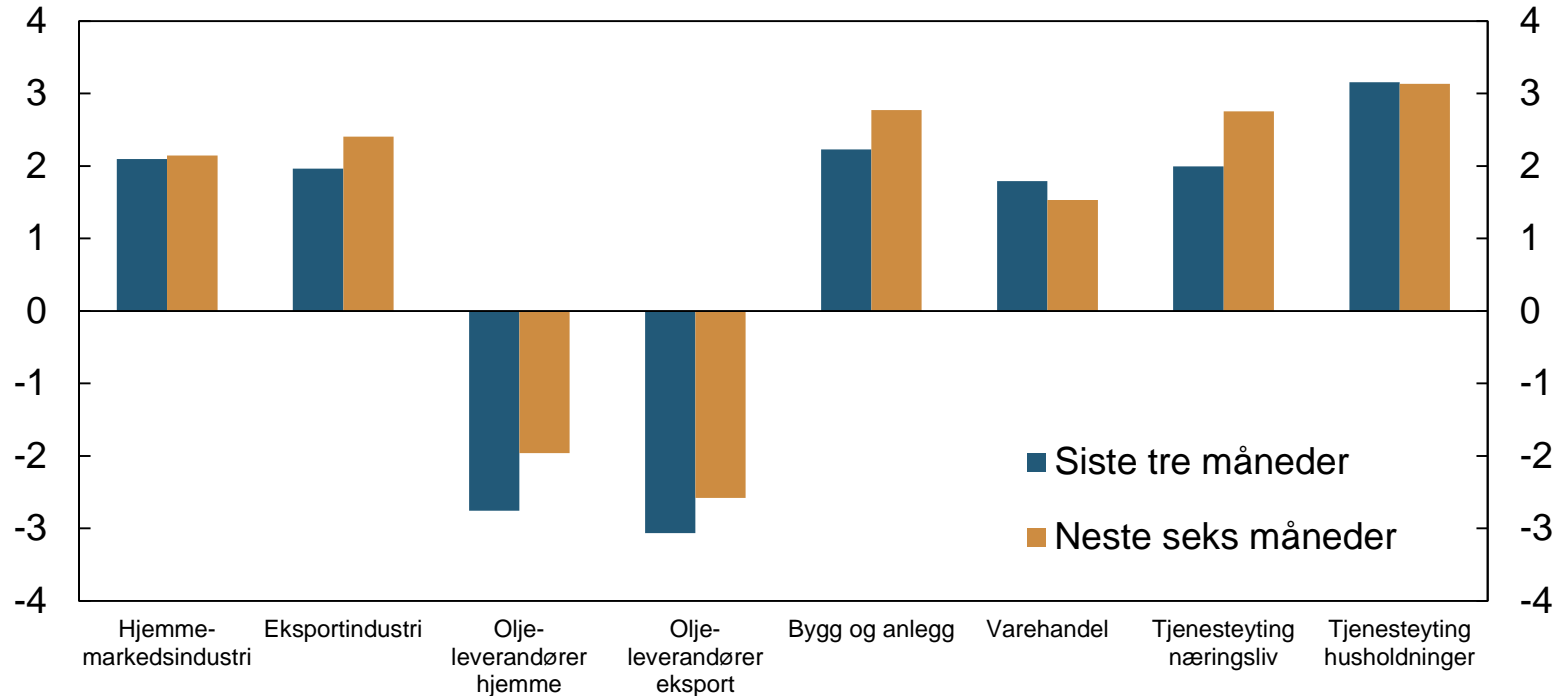 4
3
2
1
0
-1
-2
-3
-4
4
3
2
1
0
-1
-2
-3
-4
Siste tre måneder
Neste seks måneder
Hjemme-
markedsindustri
Eksportindustri
Olje-
leverandører
hjemme
Olje-
leverandører
eksport
Bygg og anlegg
Varehandel
Tjenesteyting
næringsliv
Tjenesteyting
husholdninger